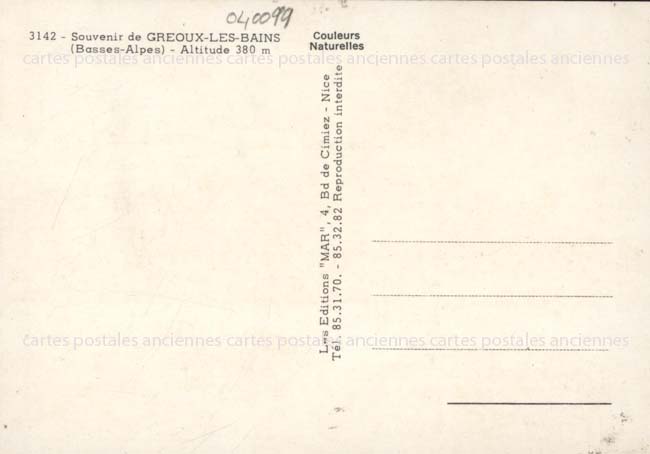 040099
3142 - Souvenir de GREOUX-LES-BAINS
(Basses-Alpes) - Altitude 380 m
Couleurs
Naturelles
Les Editions "MAR", 4, Bd de Cimiez - Nice
Tél. 85.31.70. - 85.32.82 Reproduction interdite
cartes postales anciennes cartes postales anciennes cartes postales anciennes
cartes postales anciennes cartes postales anciennes cartes postales anciennes